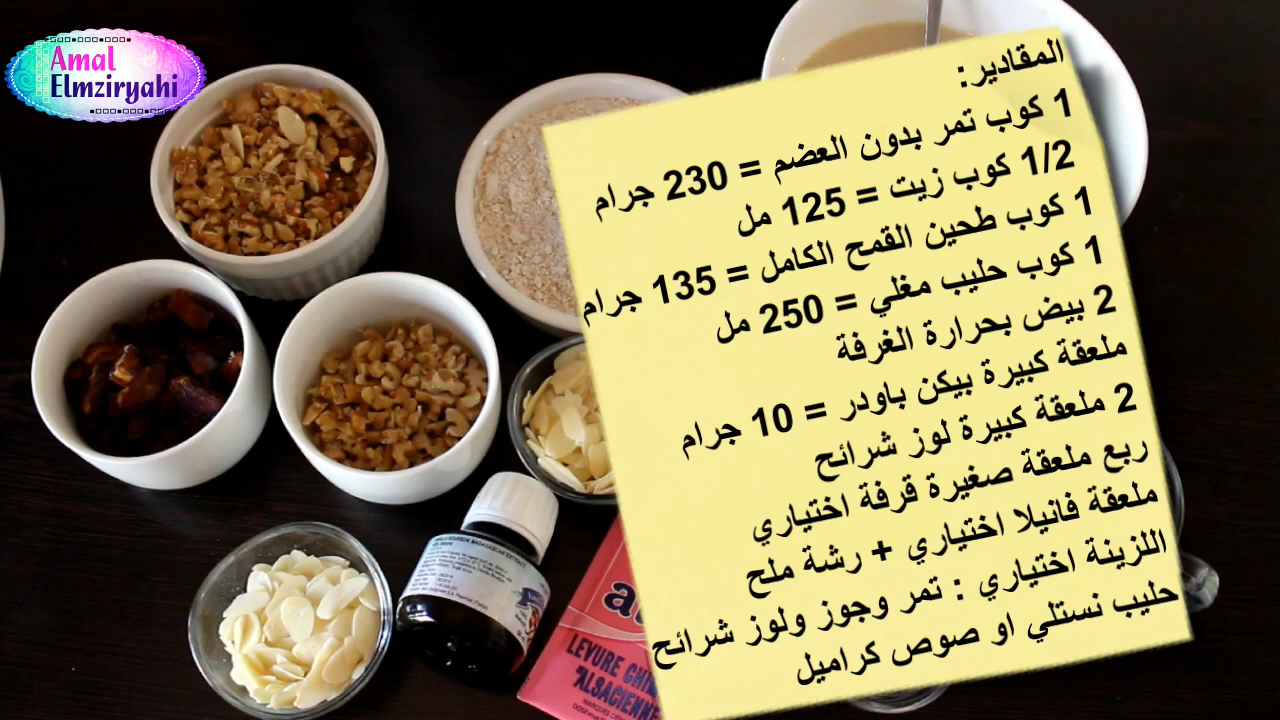 Amal
Elmziryahi
المقادير:
1 كوب تمر بدون العضم = 230 جرام
1/2 كوب زيت = 125 مل
1 كوب طحين القمح الكامل = 135 جرام
1 كوب حليب مغلي = 250 مل
2 بيض بحرارة الغرفة
ملعقة كبيرة بيكن باودر = 10 جرام
2 ملعقة كبيرة لوز شرائح
ربع ملعقة صغيرة قرفة اختياري
ملعقة فانيلا اختياري + رشة ملح
اللزينة اختياري : تمر وجوز ولوز شرائح
حليب نستلي او صوص كراميل
LEVURE CHI
"ALSACIENNE